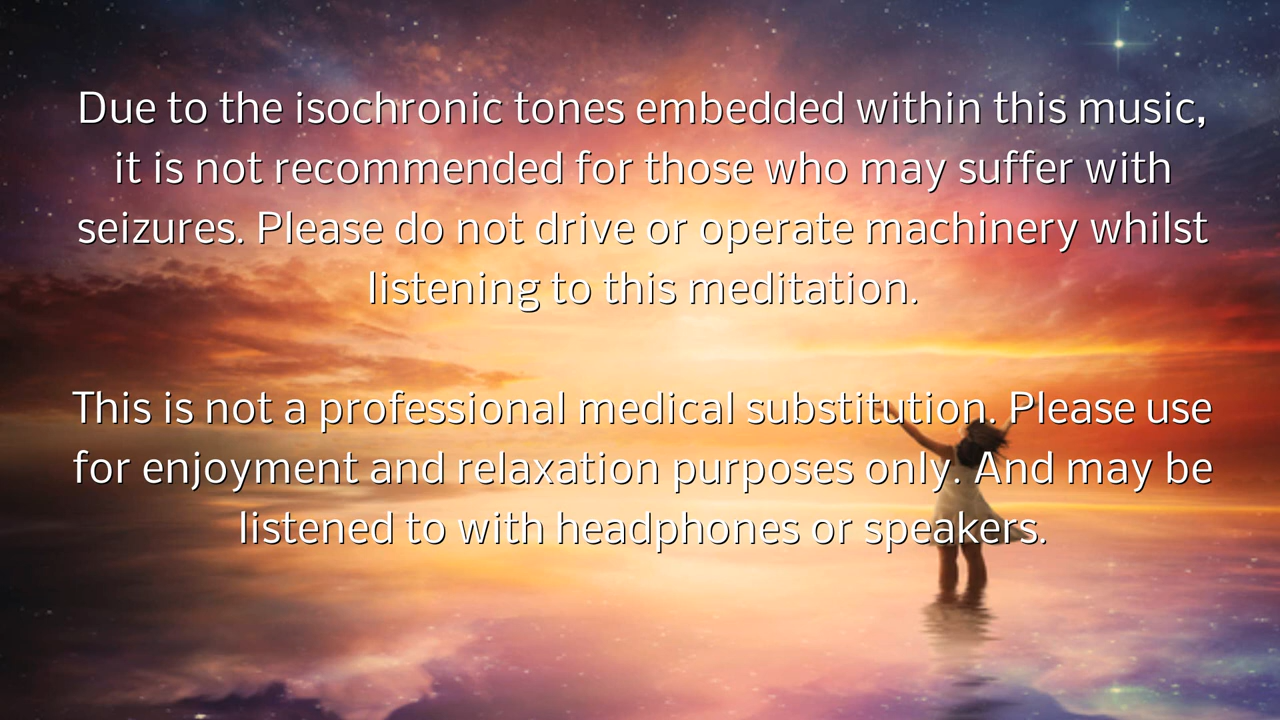 Due to the isochronic tones embedded within this music,
it is not recommended for those who may suffer with
seizures. Please do not drive or operate machinery whilst
listening to this meditation.
This is not a professional medical substitution. Please use
for enjoyment and relaxation purposes only. And may be
listened to with headphones or speakers.